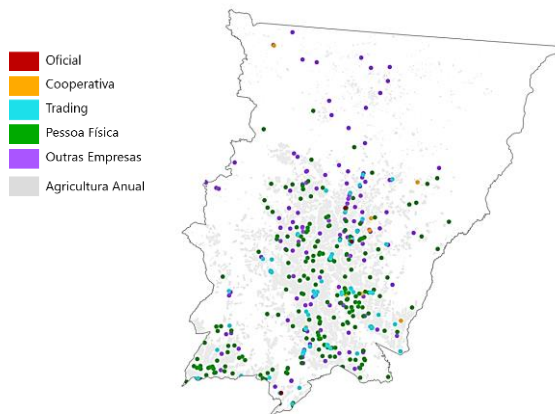 Oficial
Cooperativa
Trading
Pessoa Física
Outras Empresas
Agricultura Anual